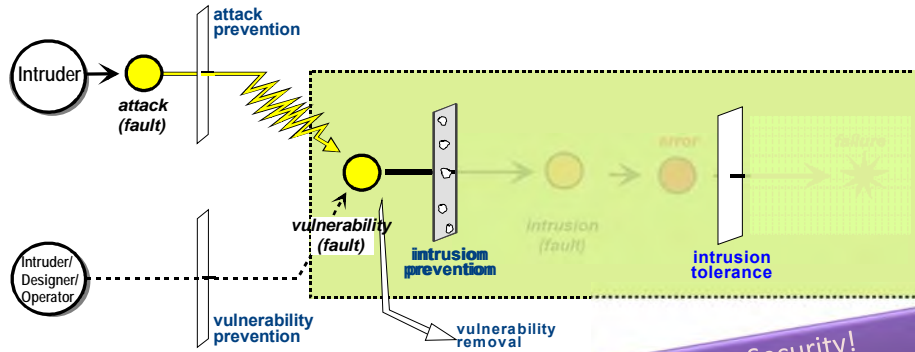 attack
prevention
Intruder
attack
(fault)
error
failure
vulnerability
(fault)
intrusion
(fault)
intrusion
prevention
intrusion
tolerance
Intruder/
Designer/
Operator
vulnerability
prevention
vulnerability
removal
Security!